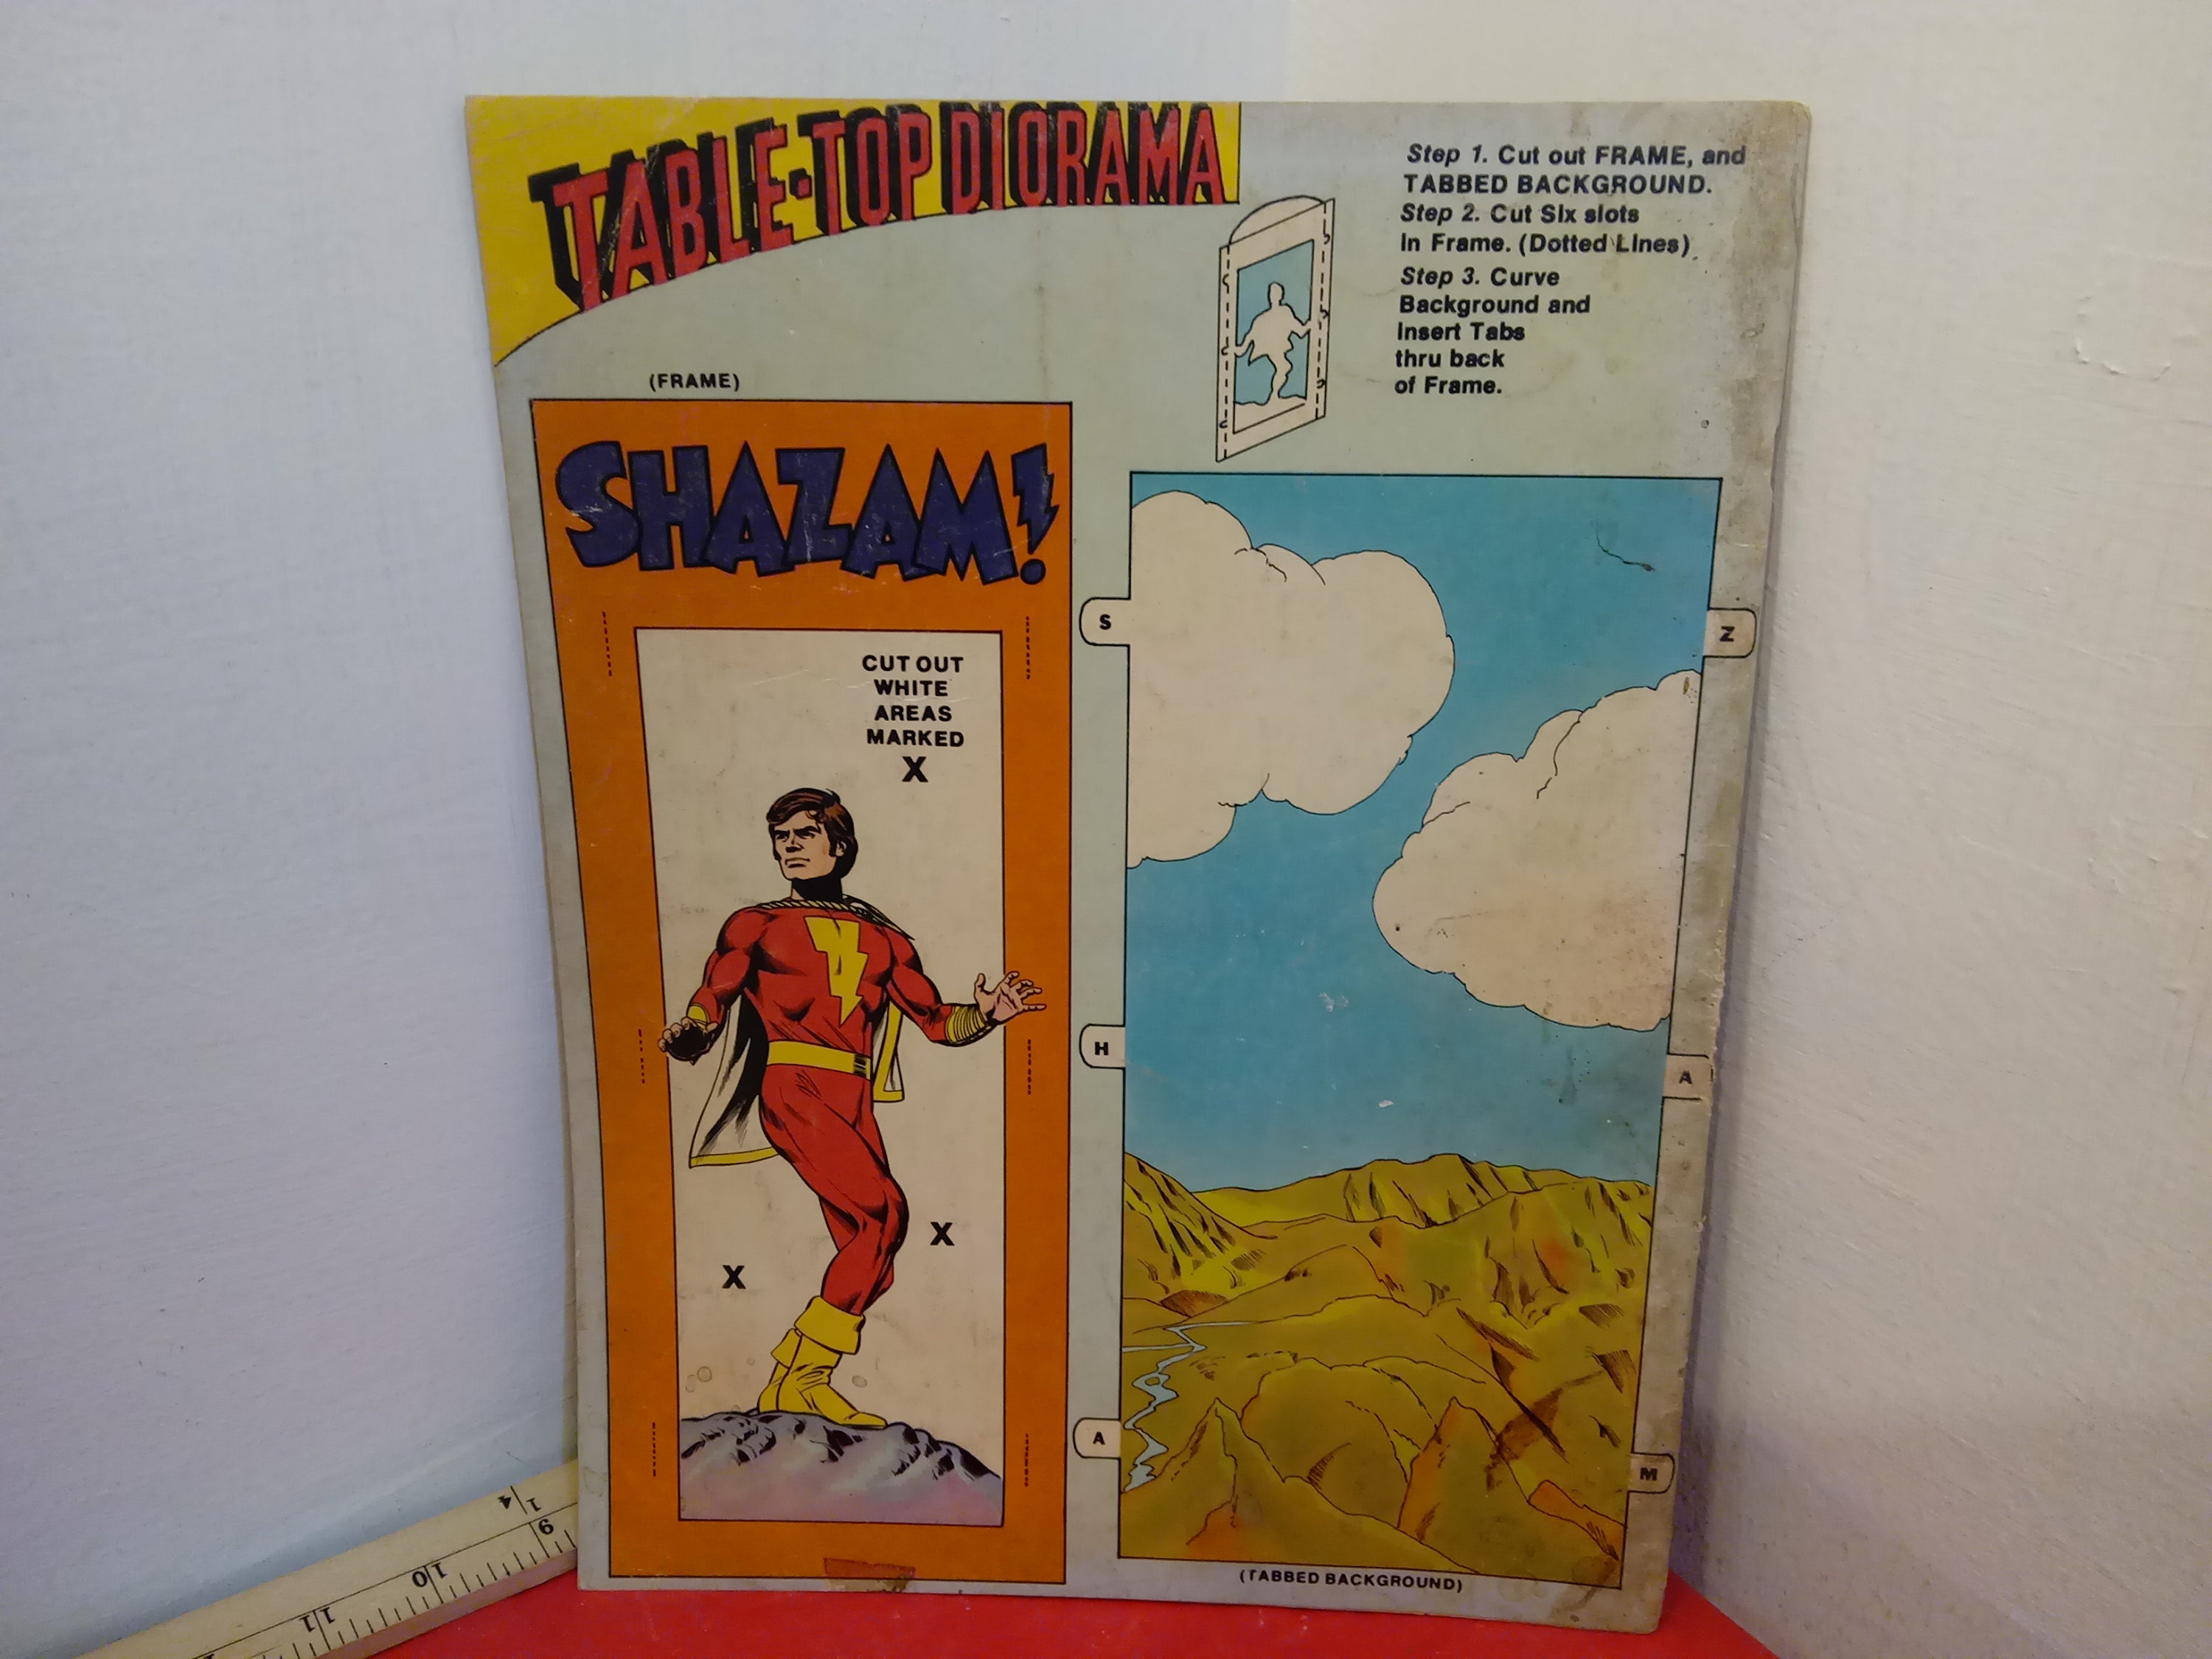 TABLE-TOP DIORAMA
Step 1. Cut out FRAME, and
TABBED BACKGROUND.
Step 2. Cut Six slots
in Frame. (Dotted Lines)
Step 3. Curve
Background and
Insert Tabs
thru back
of Frame.
(FRAME)
SHAZAM!
CUT OUT
WHITE
AREAS
MARKED
X
X
X
S
Z
H
A
A
M
(TABBED BACKGROUND)
4
1
9
10
11